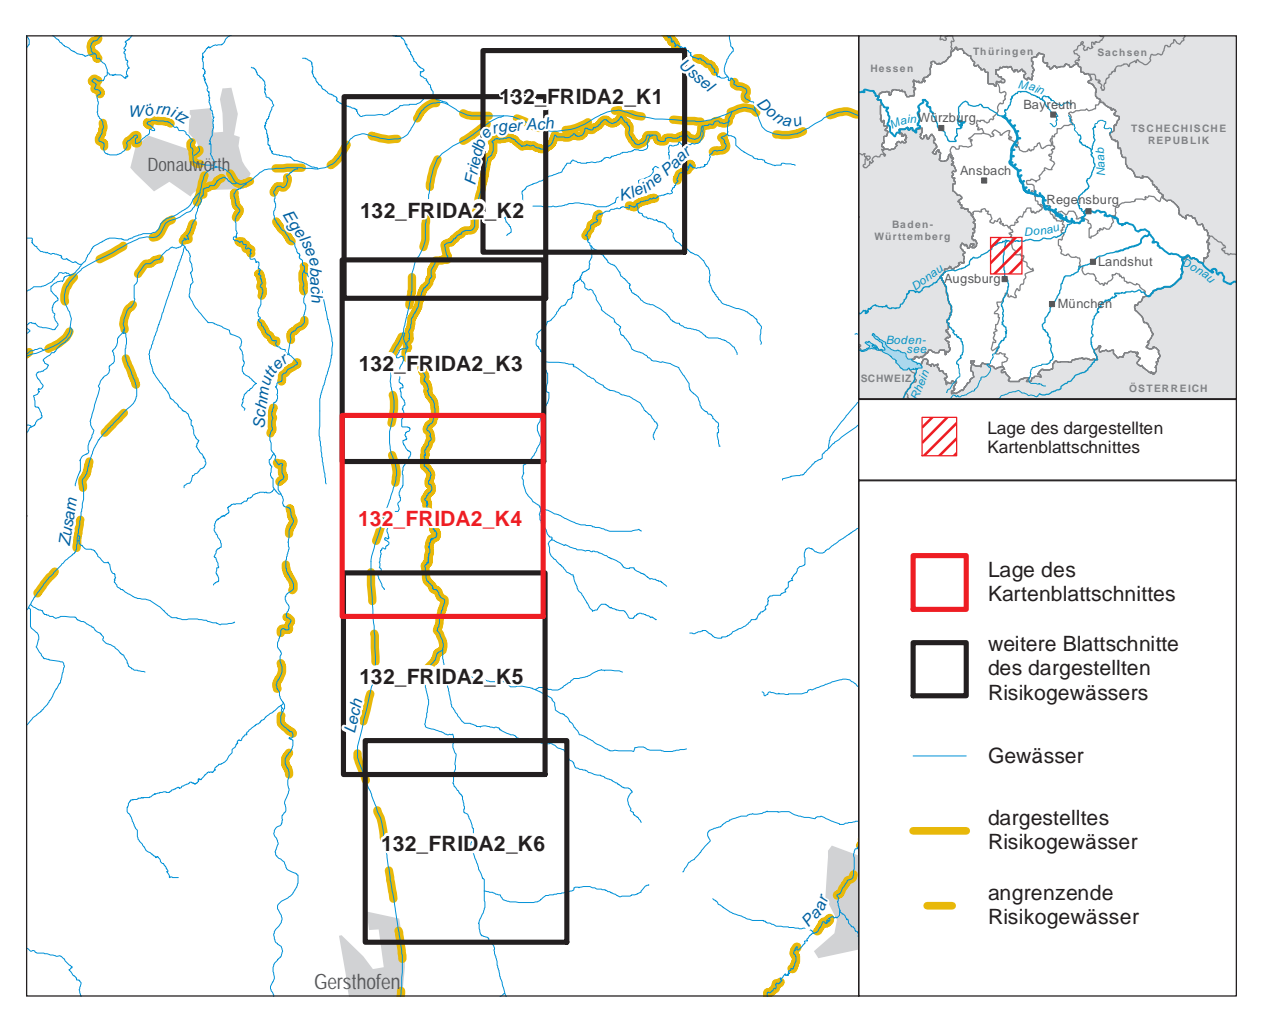 Wörnitz
Donauwörth
Egelseebach
Schmutter
Zusam
Lech
Friedberger Ach
Kleine Paar
Ussel
Donau
Paar
Gersthofen
132_FRIDA2_K1
132_FRIDA2_K2
132_FRIDA2_K3
132_FRIDA2_K4
132_FRIDA2_K5
132_FRIDA2_K6
Thüringen
Sachsen
Hessen
Main
Bayreuth
Main
Würzburg
TSCHECHISCHE
REPUBLIK
Naab
Ansbach
Regensburg
Baden-
Württemberg
Donau
Landshut
Donau
Donau
Augsburg
München
Boden-
see
SCHWEIZ
Rhein
ÖSTERREICH
Lage des dargestellten
Kartenblattschnittes
Lage des
Kartenblattschnittes
weitere Blattschnitte
des dargestellten
Risikogewässers
Gewässer
dargestelltes
Risikogewässer
angrenzende
Risikogewässer